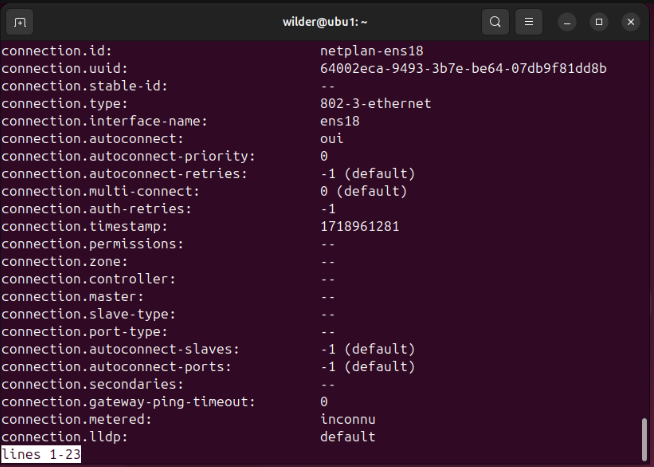 wilder@ubu1: ~
connection.id: netplan-ens18
connection.uuid: 64002eca-9493-3b7e-be64-07db9f81dd8b
connection.stable-id: --
connection.type: 802-3-ethernet
connection.interface-name: ens18
connection.autoconnect: oui
connection.autoconnect-priority: 0
connection.autoconnect-retries: -1 (default)
connection.multi-connect: 0 (default)
connection.auth-retries: -1
connection.timestamp: 1718961281
connection.permissions: --
connection.zone: --
connection.controller: --
connection.master: --
connection.slave-type: --
connection.port-type: --
connection.autoconnect-slaves: -1 (default)
connection.autoconnect-ports: -1 (default)
connection.secondaries: --
connection.gateway-ping-timeout: 0
connection.metered: inconnu
connection.lldp: default
lines 1-23